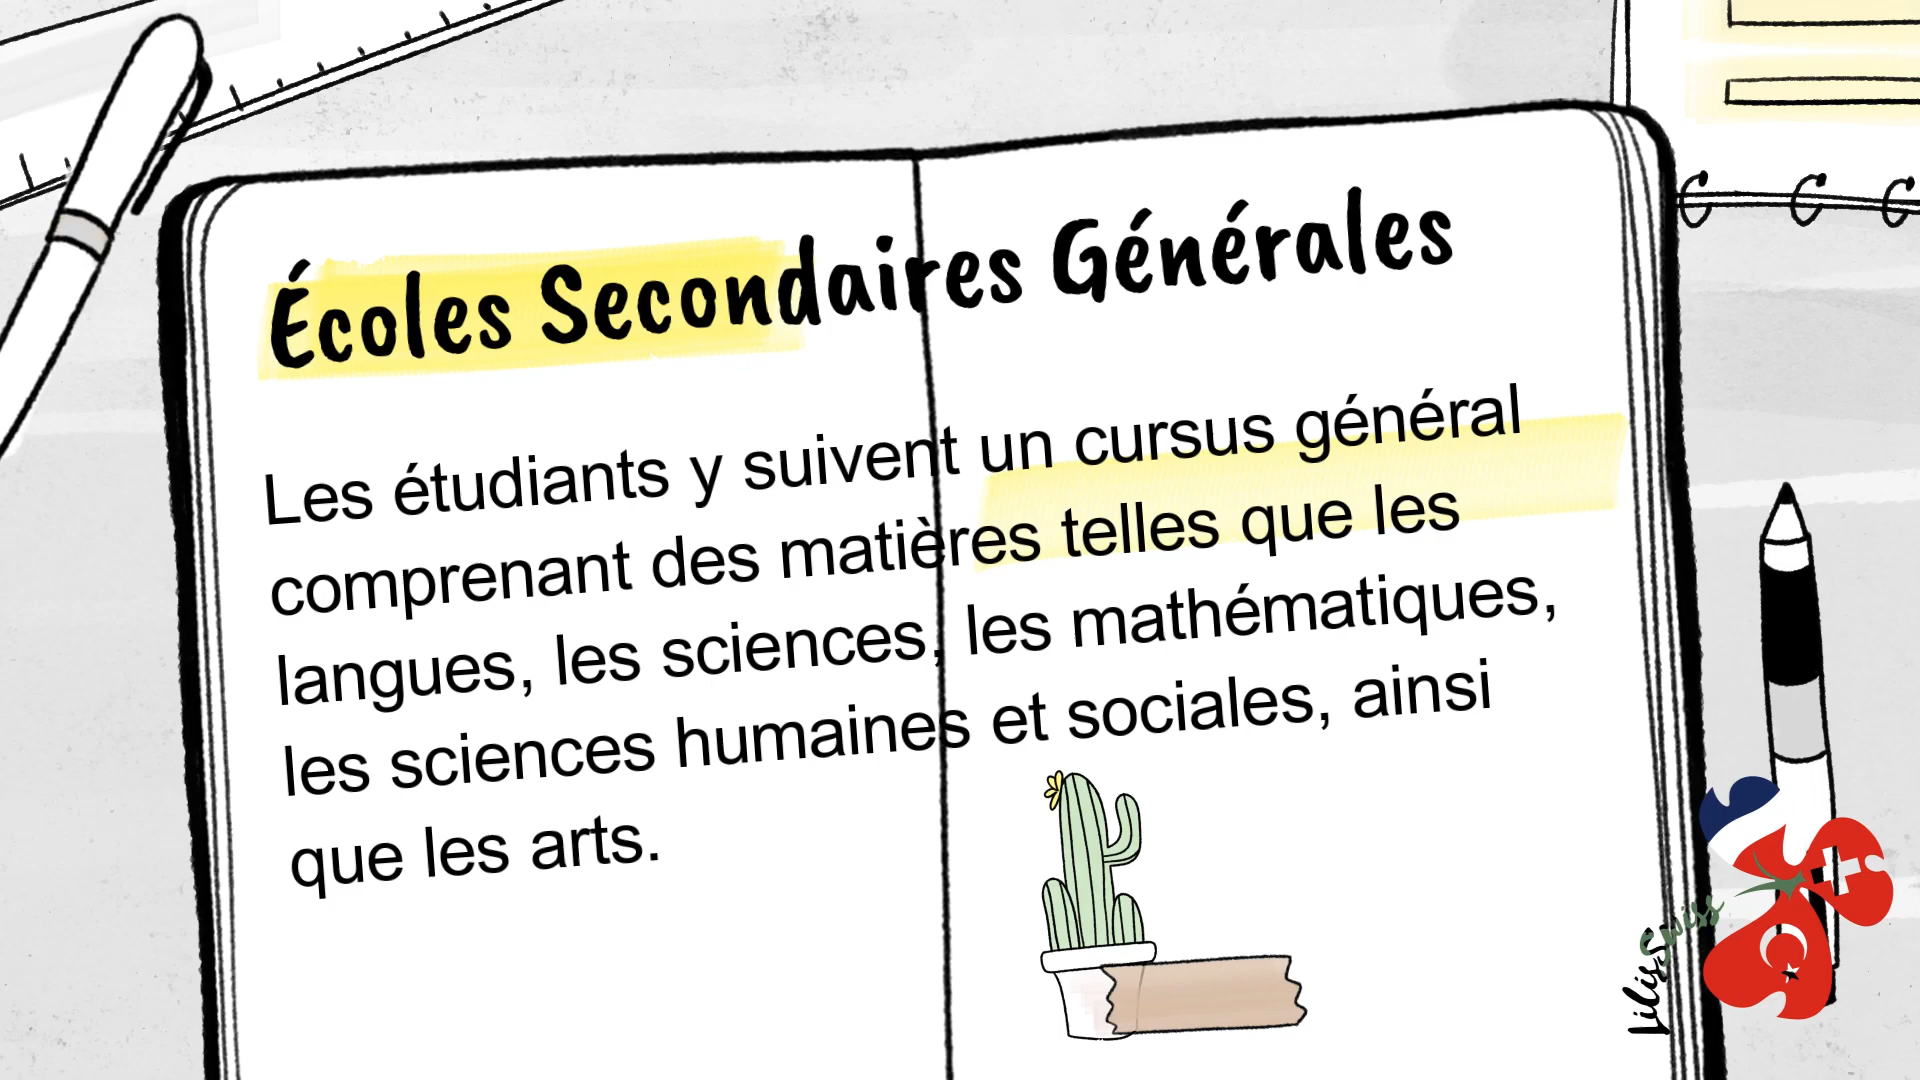 Écoles Secondaires Générales
Les étudiants y suivent un cursus général
comprenant des matières telles que les
langues, les sciences, les mathématiques,
les sciences humaines et sociales, ainsi
que les arts.
LilisSwiss